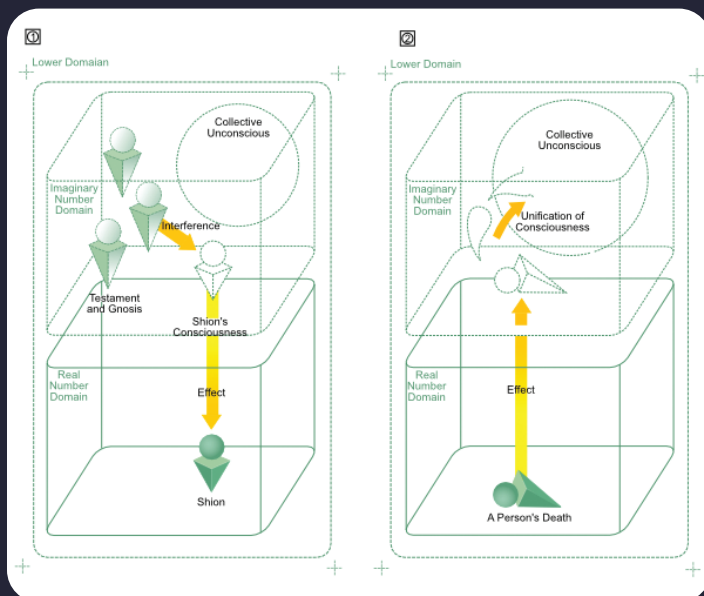 ①
Lower Domaian
Collective
Unconscious
Imaginary
Number
Domain
Interference
Testament
and Gnosis
Shion's
Consciousness
Real
Number
Domain
Effect
Shion
②
Lower Domain
Collective
Unconscious
Imaginary
Number
Domain
Unification of
Consciousness
Real
Number
Domain
Effect
A Person's Death